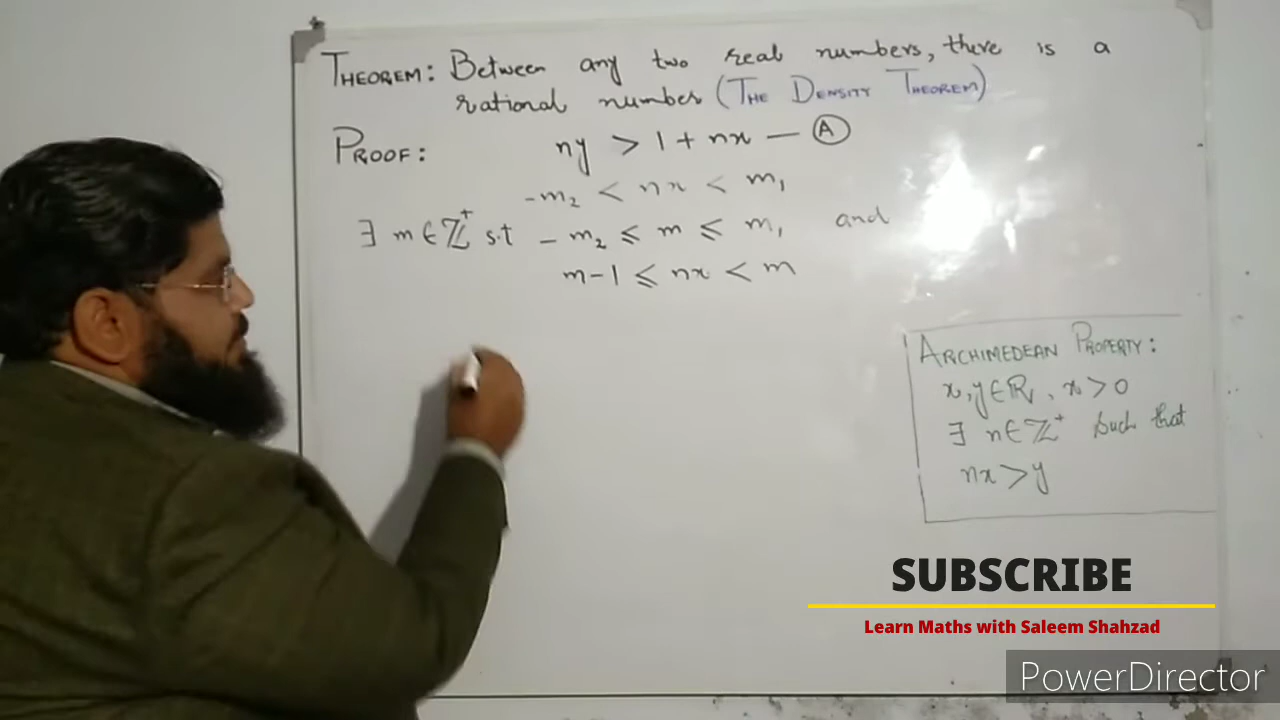 THEOREM: Between any two real numbers, there is a
rational number (THE DENSITY THEOREM)
PROOF: ny > 1 + nx — Ⓐ
-m₂ < nx < m₁
∃ m ∈ ℤ⁺ s.t - m₂ ⩽ m ⩽ m₁ and
m-1 ⩽ nx < m
ARCHIMEDEAN PROPERTY:
x, y ∈ ℝ, x > 0
∃ n ∈ ℤ⁺ such that
nx > y
SUBSCRIBE
Learn Maths with Saleem Shahzad
PowerDirector